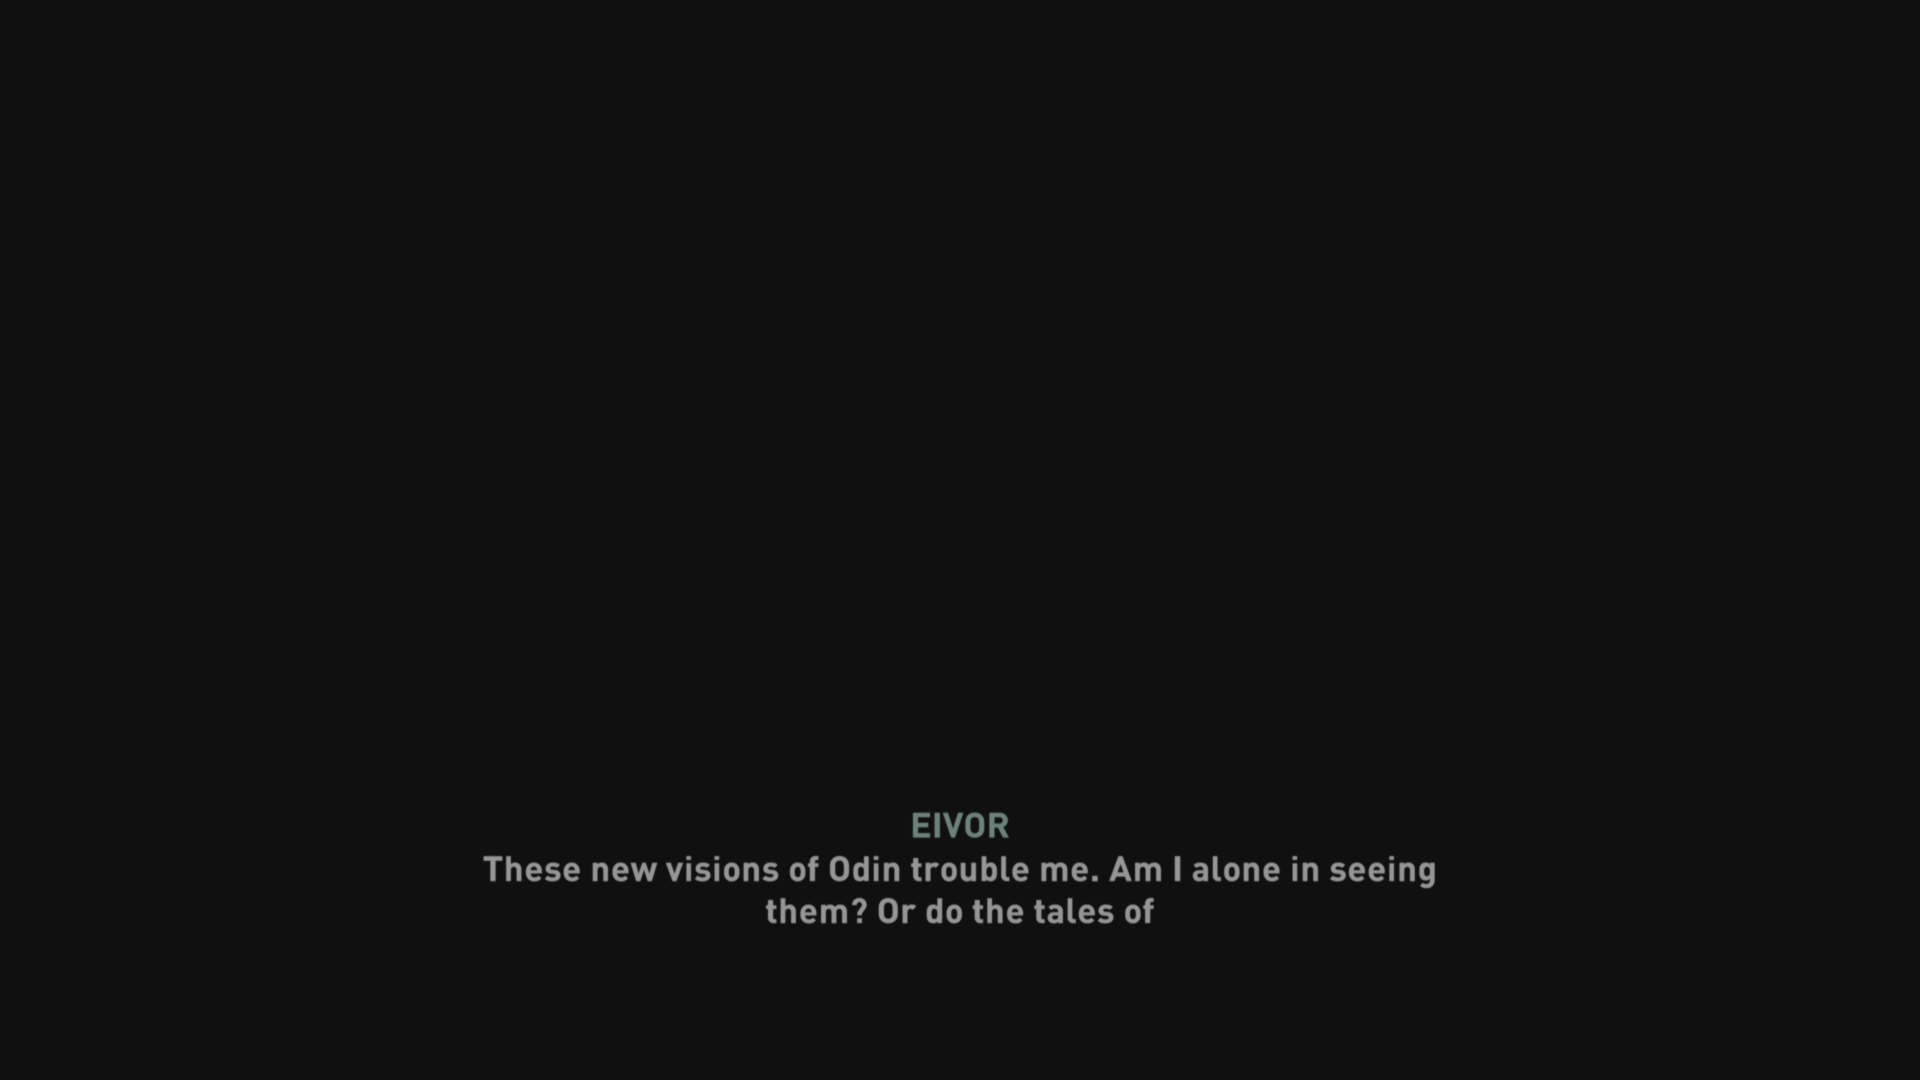 EIVOR
These new visions of Odin trouble me. Am I alone in seeing
them? Or do the tales of